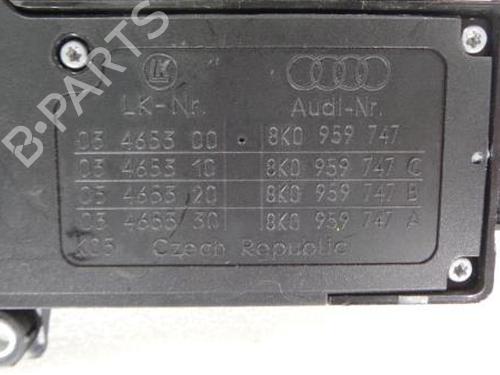 B-PARTS
LK
LK-Nr. Audi-Nr.
03 4653 00 • 8K0 959 747
03 4653 10 8K0 959 747 C
03 4653 20 8K0 959 747 B
03 4653 30 8K0 959 747 A
K05 Czech Republic